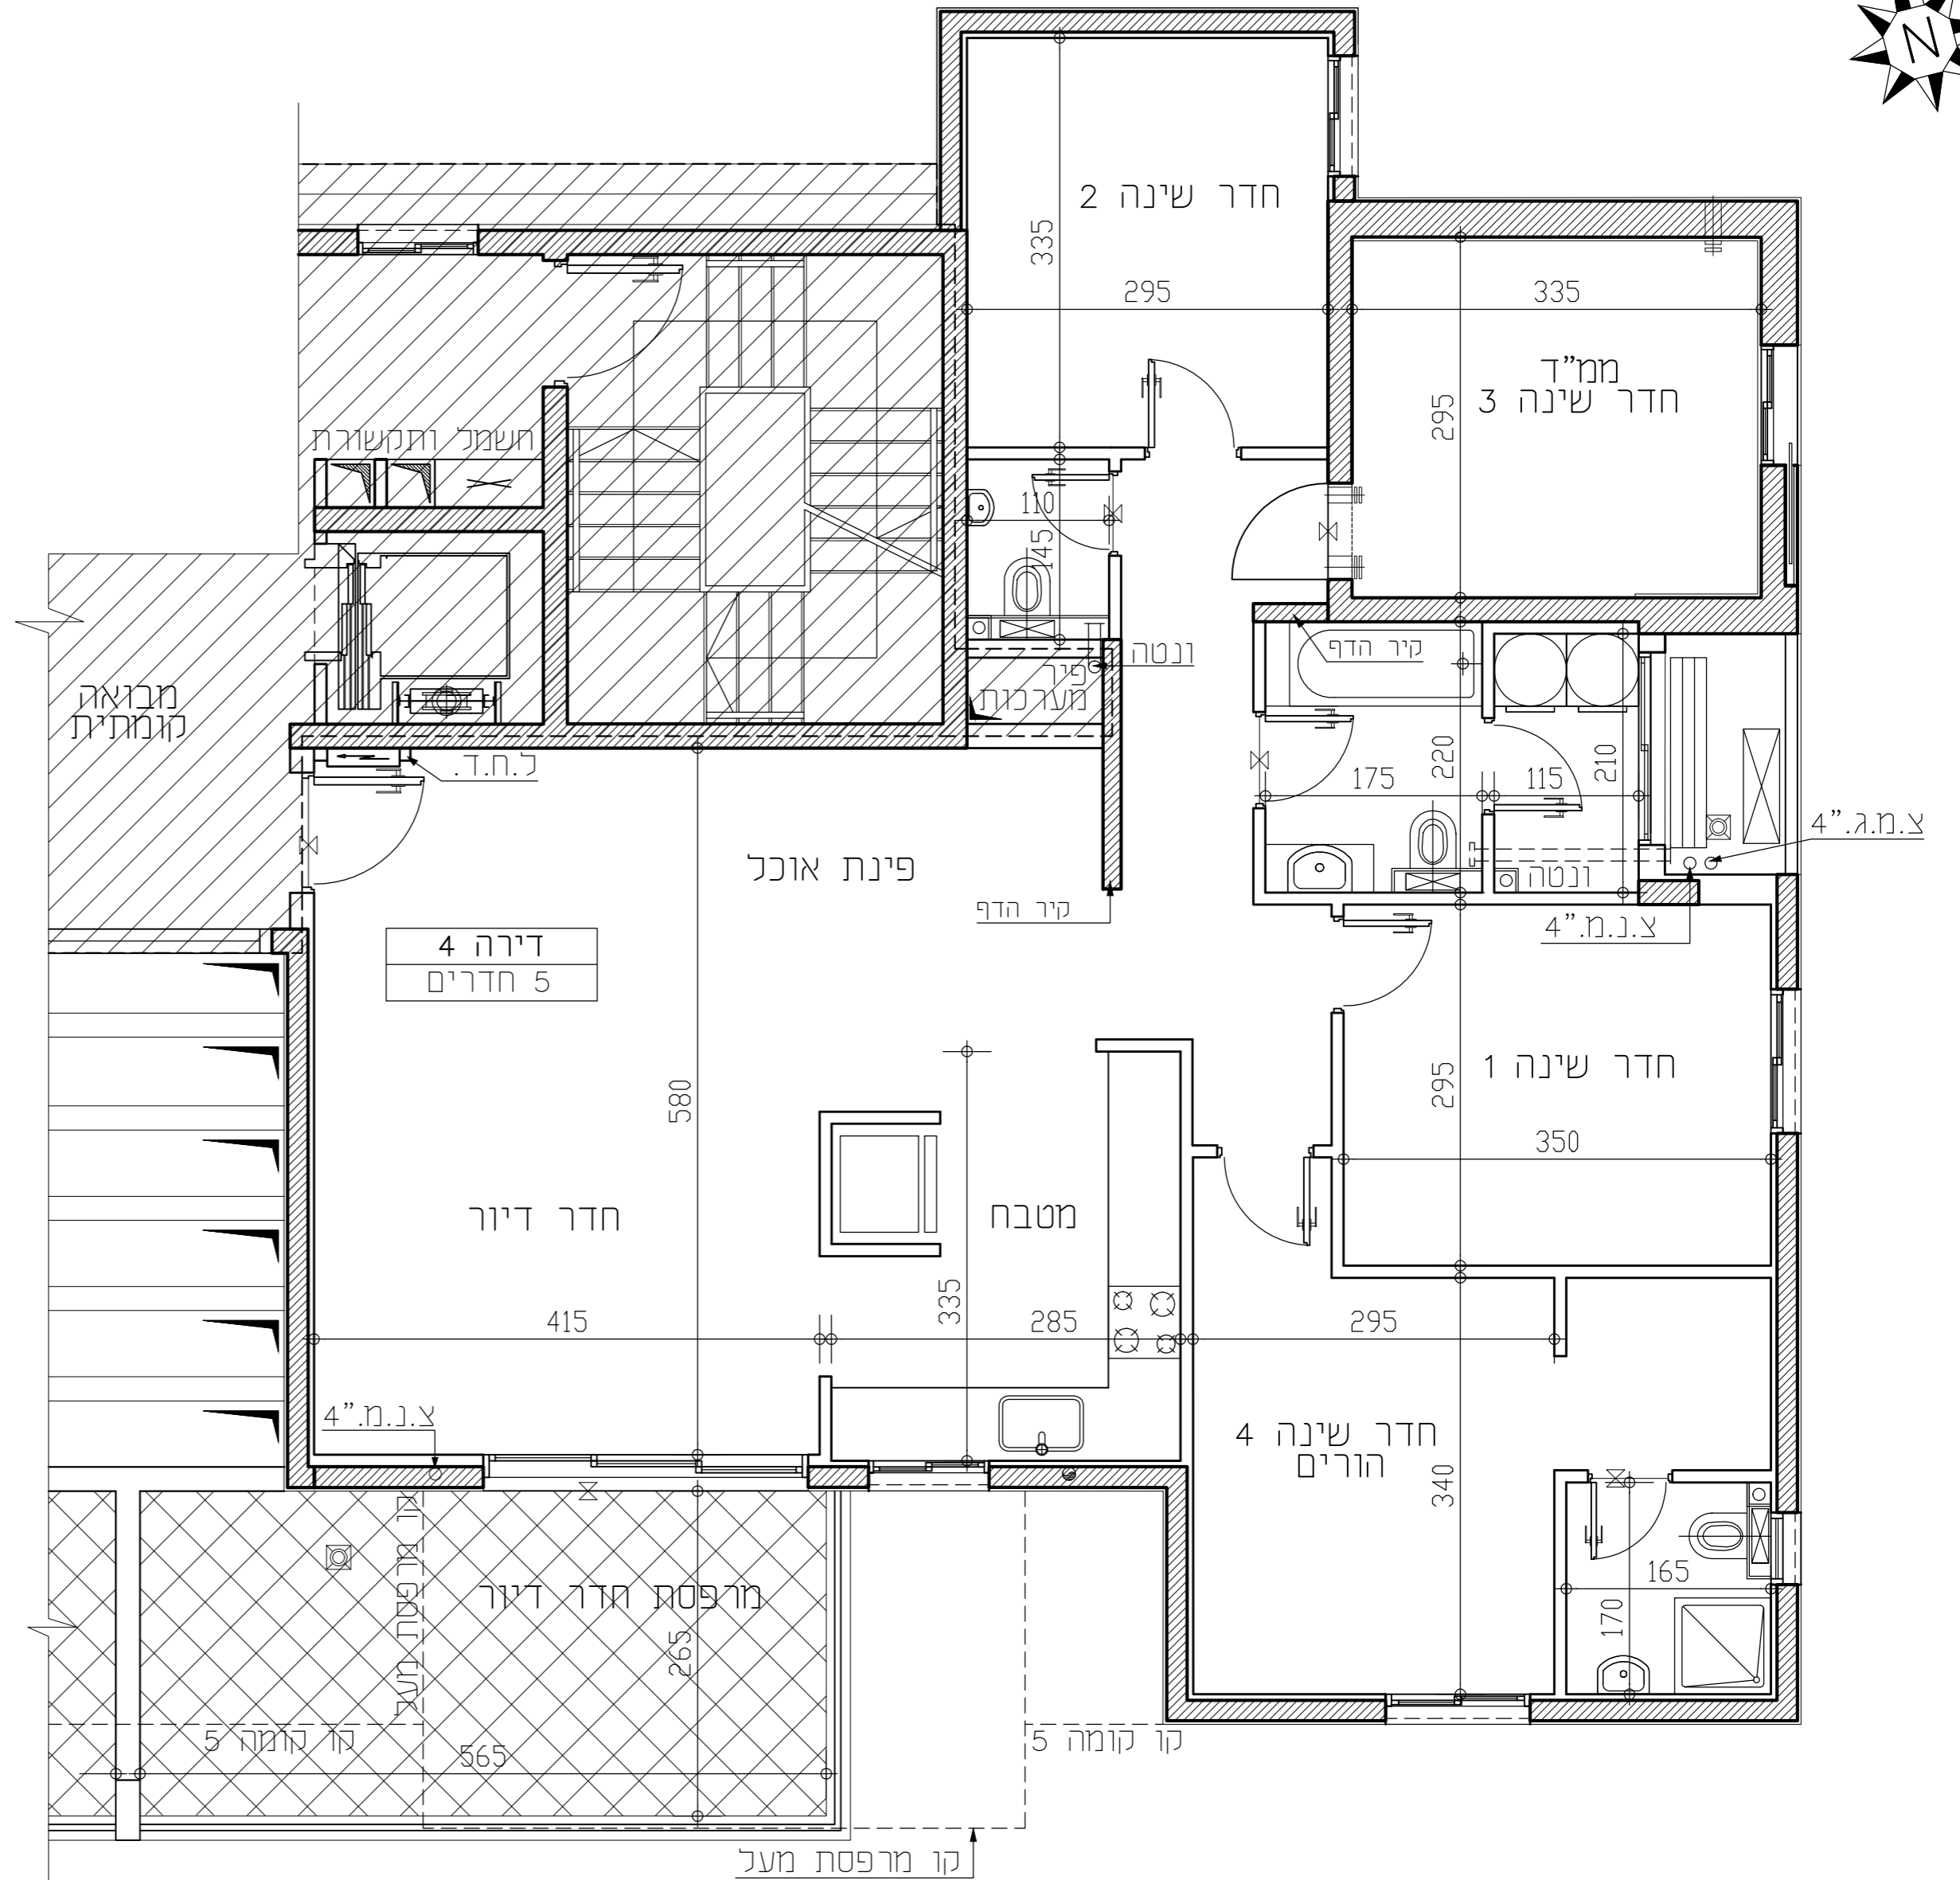 N
חדר שינה 2
335
295
335
ממ"ד
חדר שינה 3
295
חשמל ותקשורת
110
145
קיר הדף
ונטה
פיר
מערכות
מבואה
קומתית
ל.ח.ד.
175
220
115
210
צ.מ.ג."4
פינת אוכל
ונטה
קיר הדף
צ.נ.מ."4
דירה 4
5 חדרים
580
חדר שינה 1
295
350
חדר דיור
מטבח
335
415
285
295
צ.נ.מ."4
חדר שינה 4
הורים
340
165
170
מרפסת חדר דיור
קו מרפסת מעל
265
קו קומה 5
565
קו קומה 5
קו מרפסת מעל